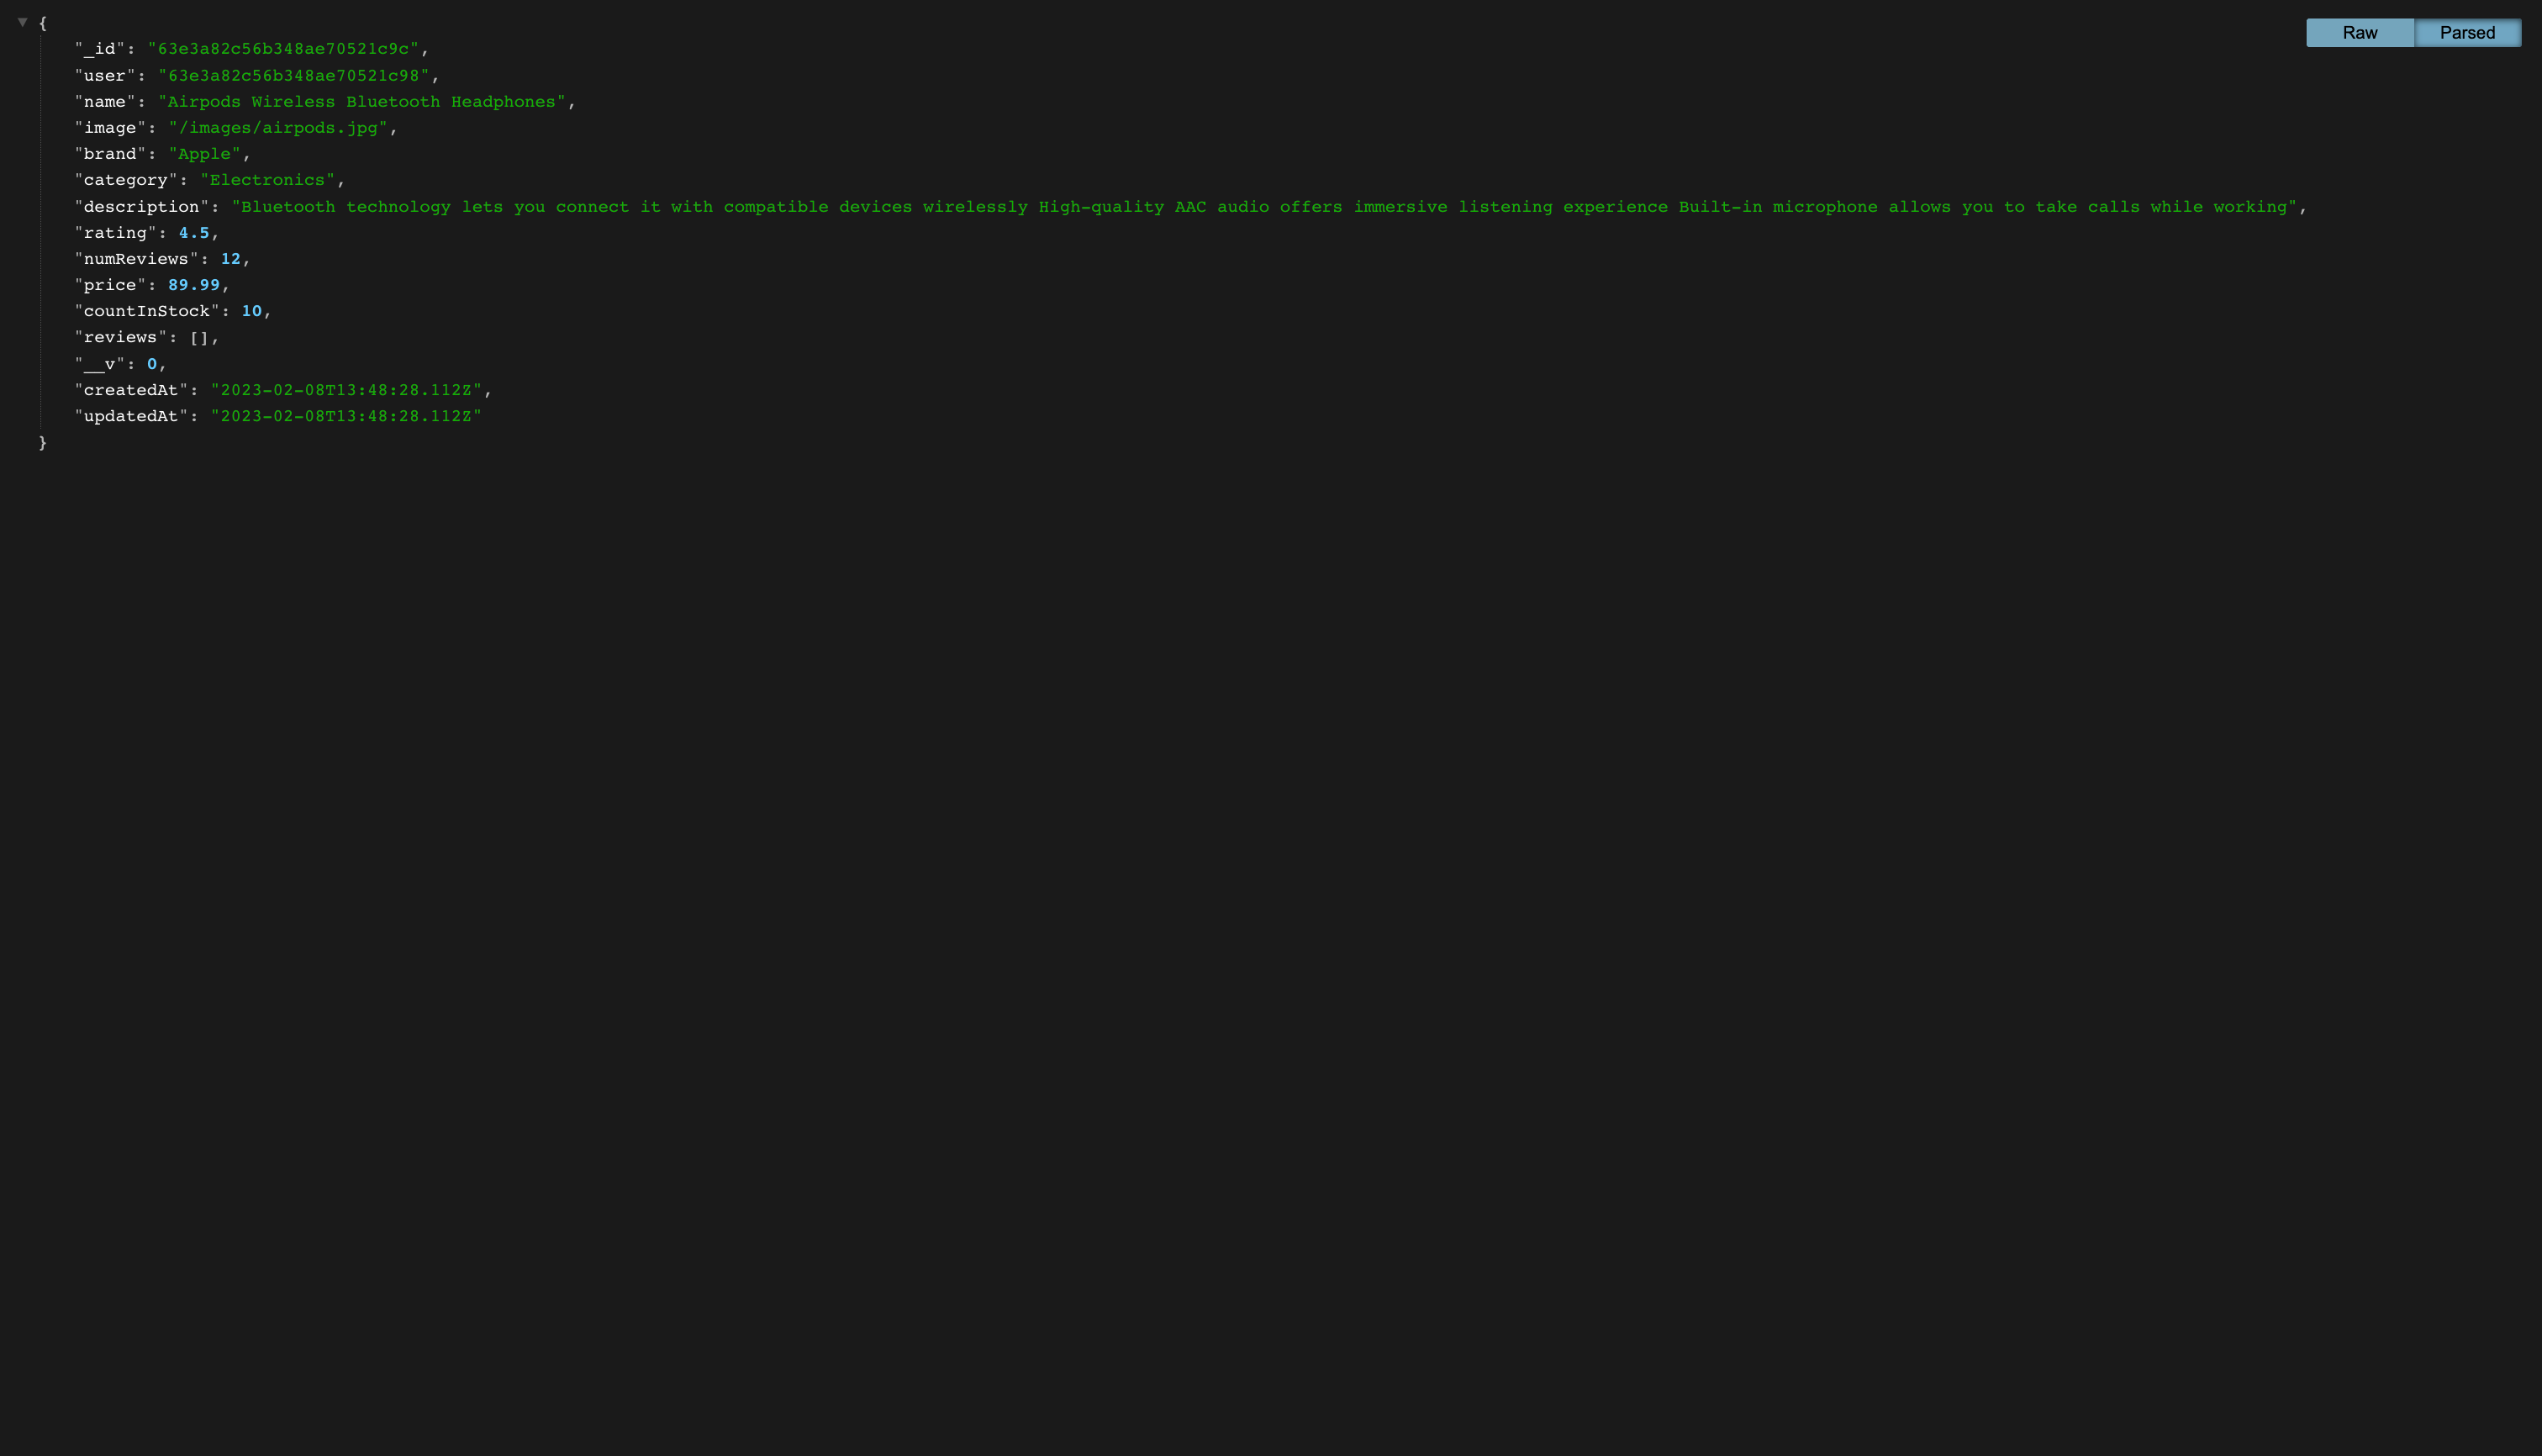 {
"_id": "63e3a82c56b348ae70521c9c",
"user": "63e3a82c56b348ae70521c98",
"name": "Airpods Wireless Bluetooth Headphones",
"image": "/images/airpods.jpg",
"brand": "Apple",
"category": "Electronics",
"description": "Bluetooth technology lets you connect it with compatible devices wirelessly High-quality AAC audio offers immersive listening experience Built-in microphone allows you to take calls while working",
"rating": 4.5,
"numReviews": 12,
"price": 89.99,
"countInStock": 10,
"reviews": [],
"__v": 0,
"createdAt": "2023-02-08T13:48:28.112Z",
"updatedAt": "2023-02-08T13:48:28.112Z"
}
Raw Parsed